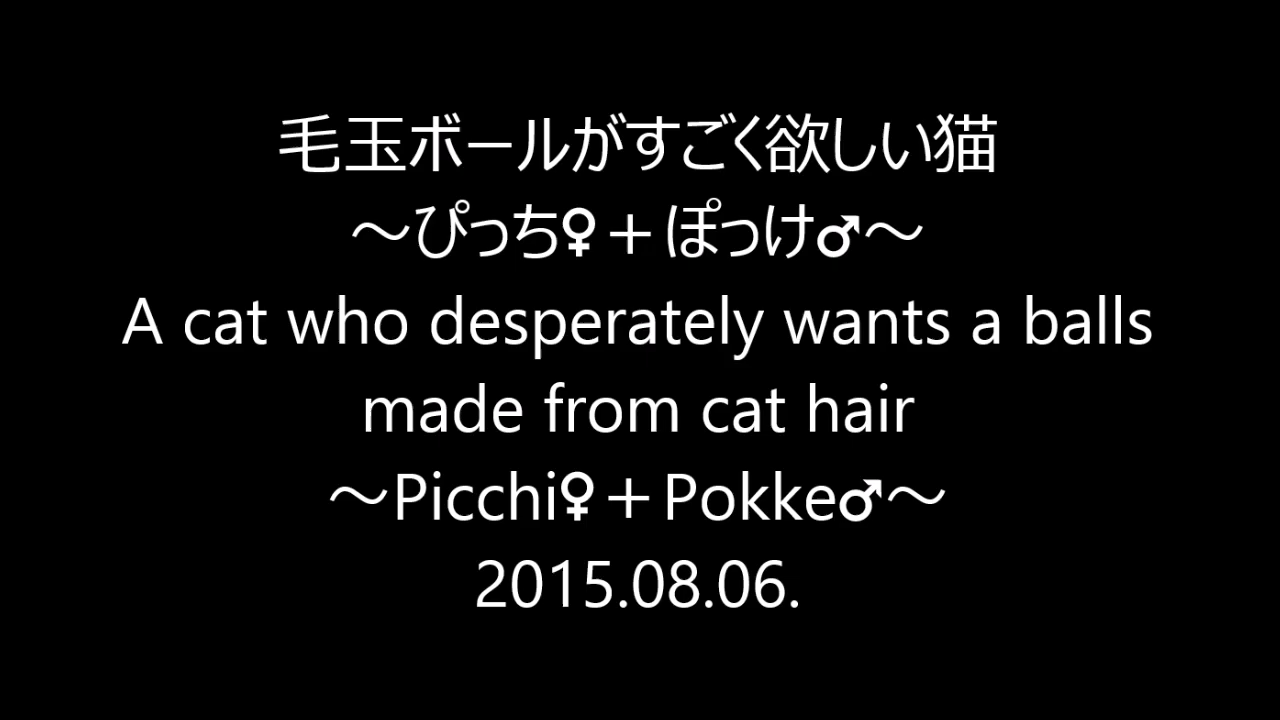 毛玉ボールがすごく欲しい猫
～ぴっち♀＋ぽっけ♂～
A cat who desperately wants a balls
made from cat hair
～Picchi♀＋Pokke♂～
2015.08.06.